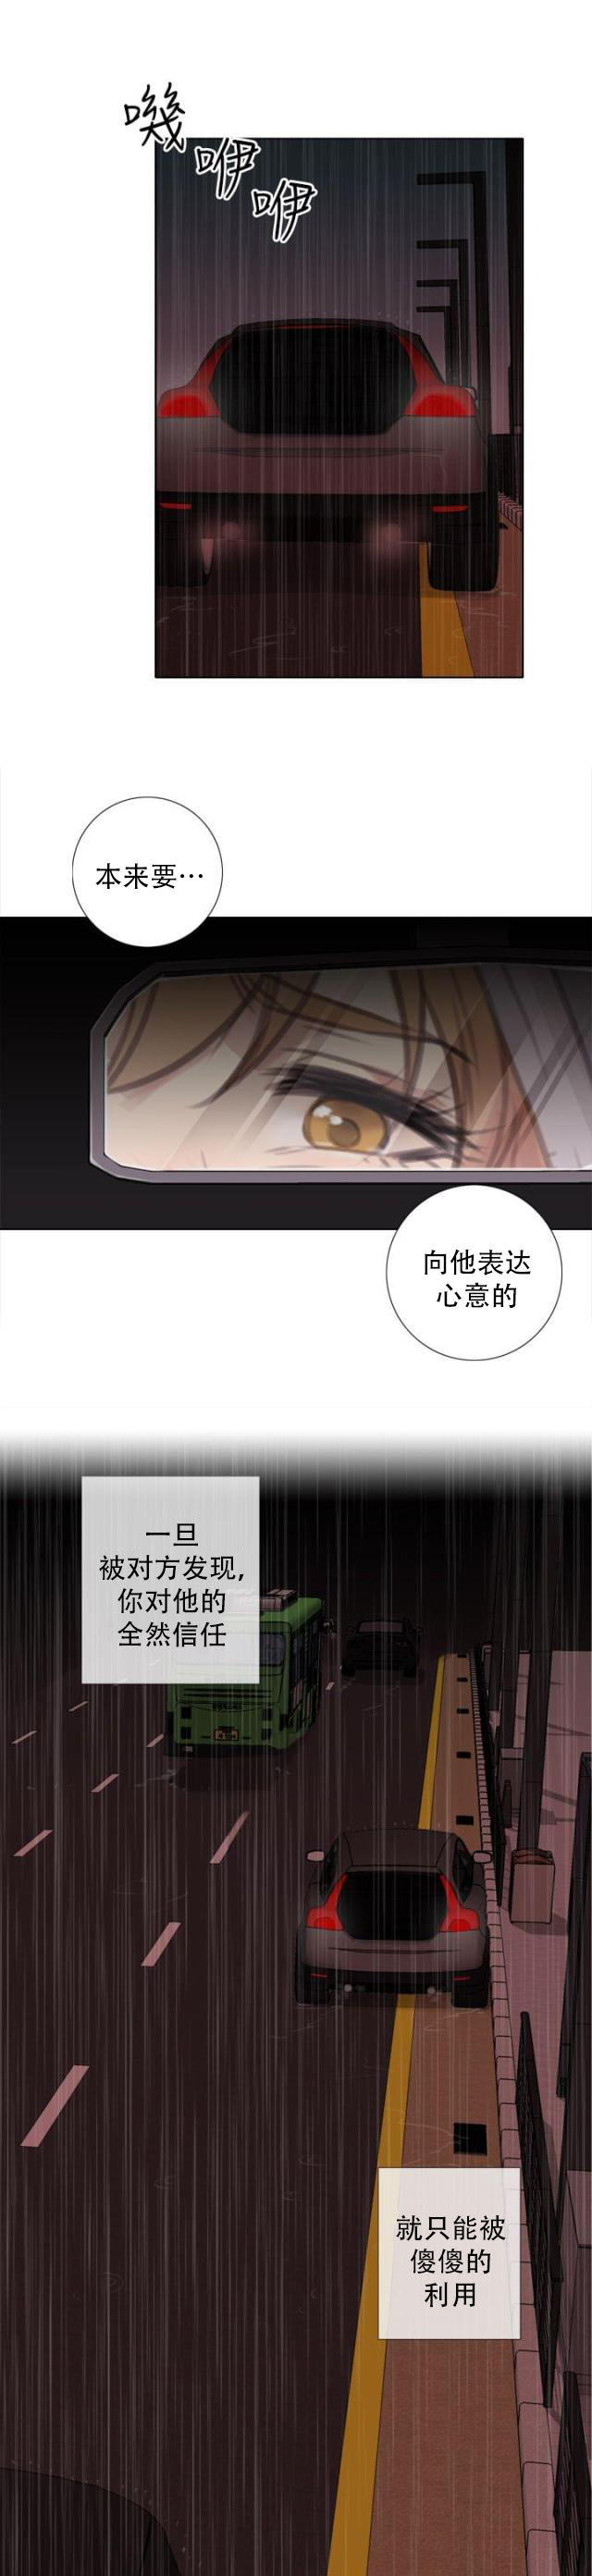 嘰
咿
咿
本来要…
向他表达
心意的
一旦
被对方发现,
你对他的
全然信任
就只能被
傻傻的
利用